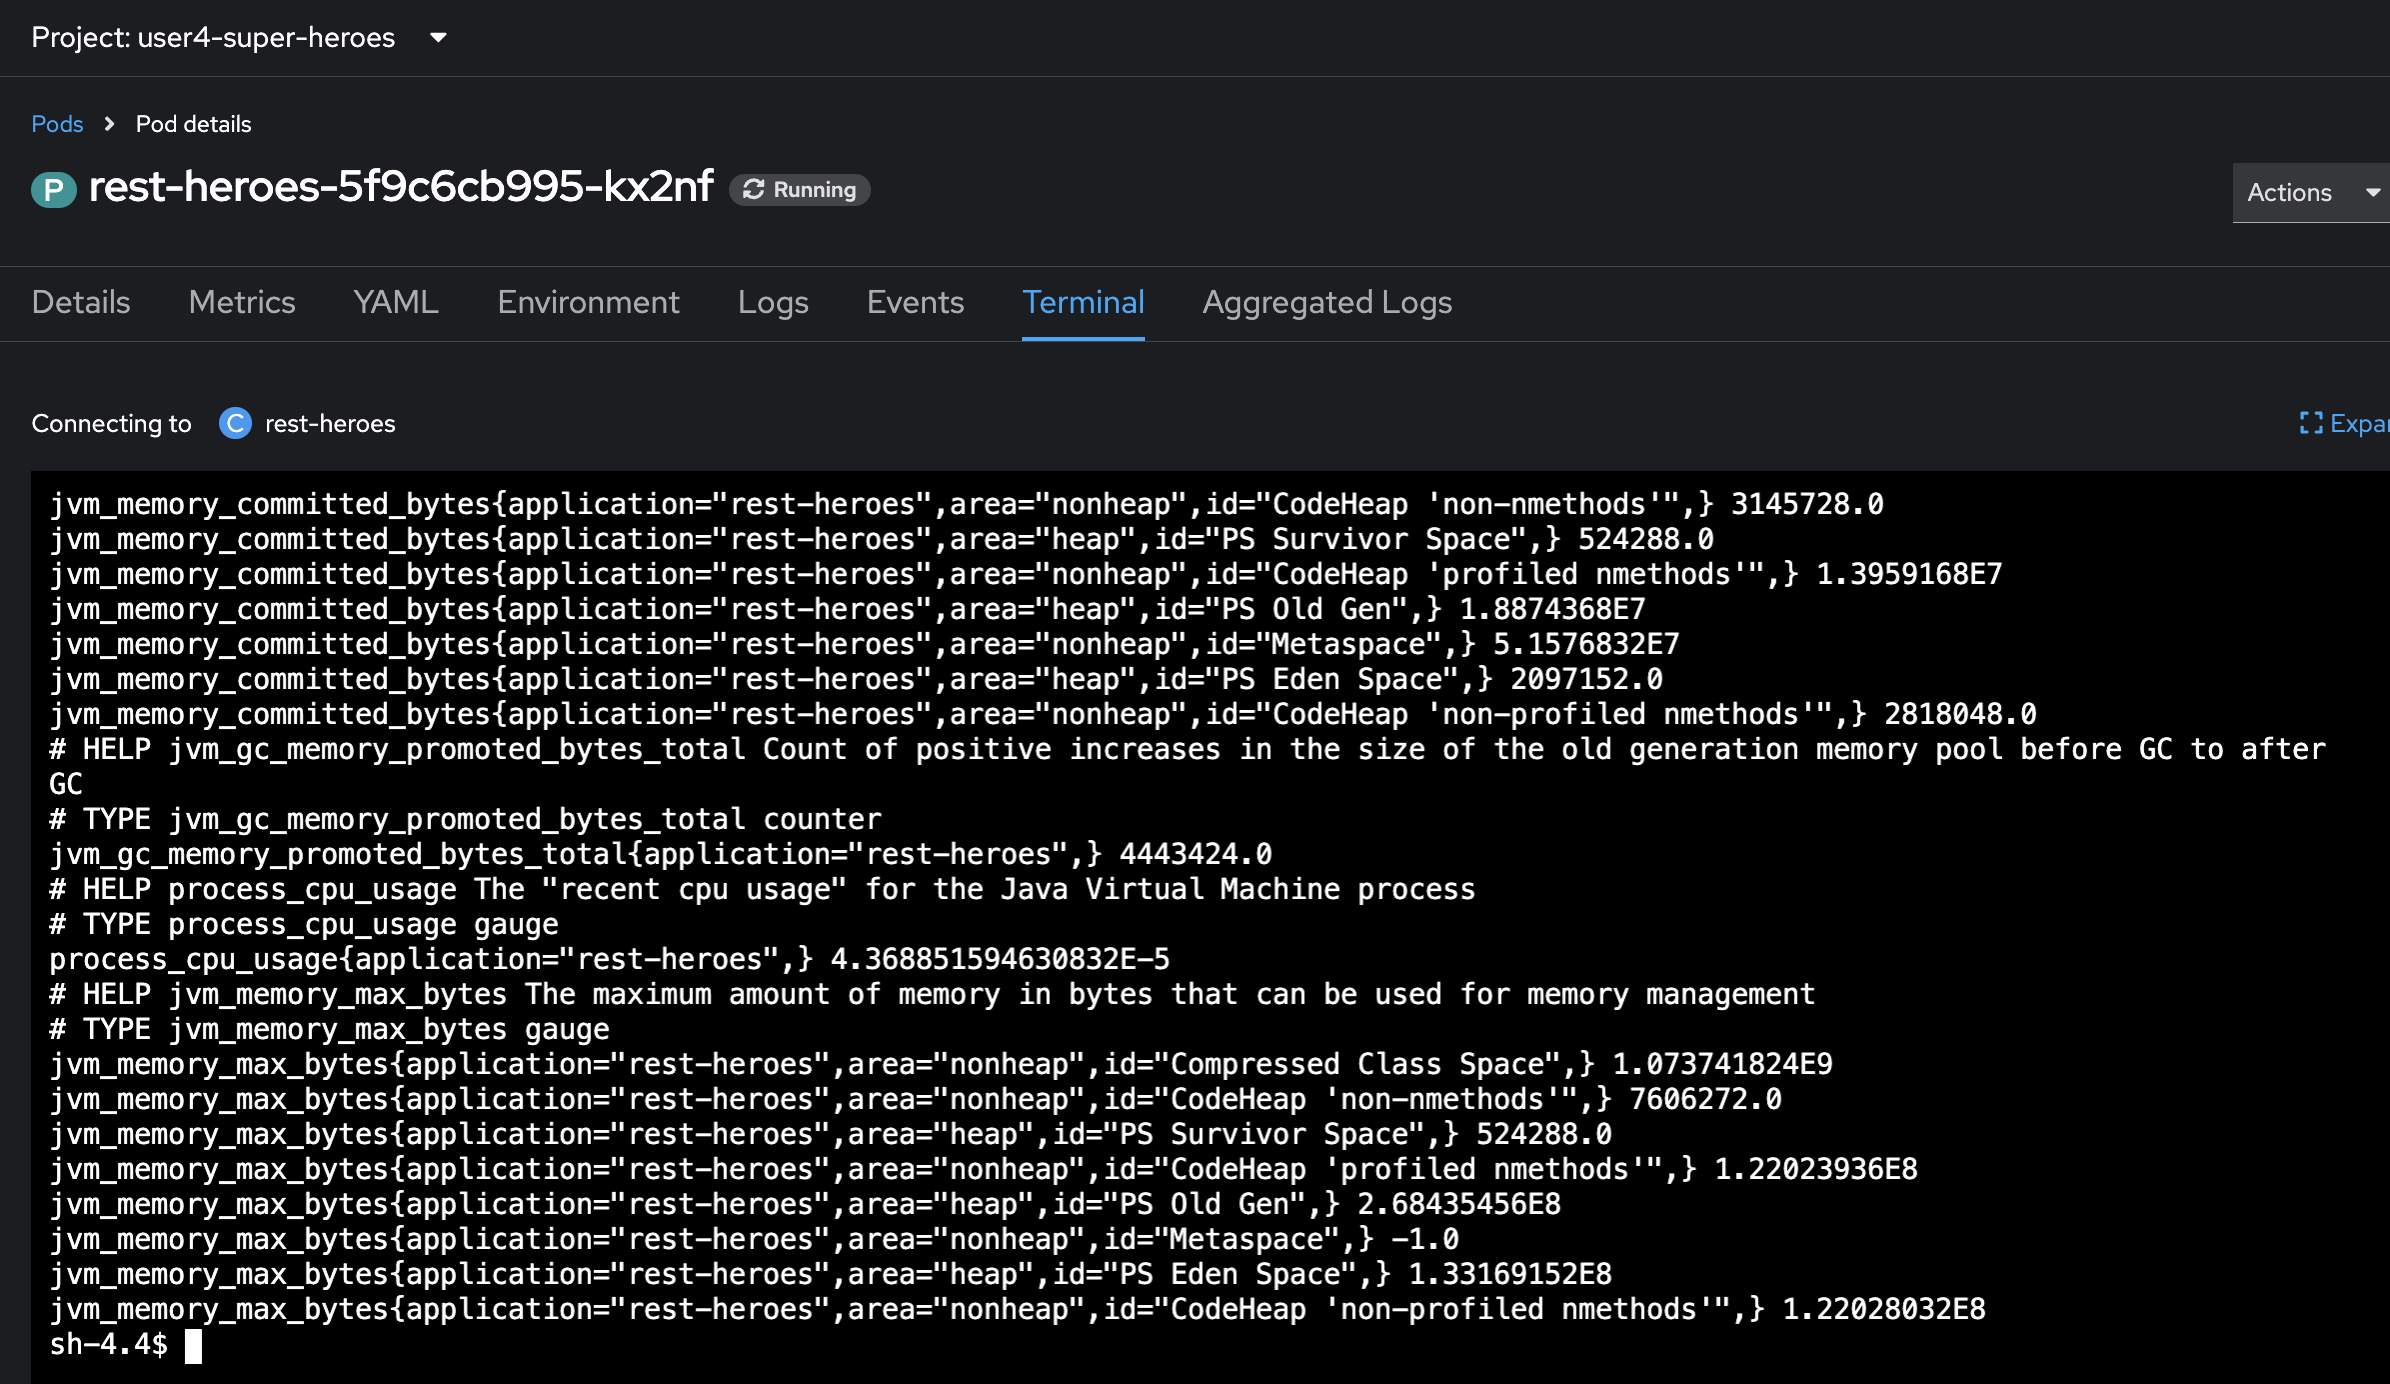 Project: user4-super-heroes
Pods > Pod details
P rest-heroes-5f9c6cb995-kx2nf Running
Actions
Details Metrics YAML Environment Logs Events Terminal Aggregated Logs
Connecting to C rest-heroes
Expan
jvm_memory_committed_bytes{application="rest-heroes",area="nonheap",id="CodeHeap 'non-nmethods'",} 3145728.0
jvm_memory_committed_bytes{application="rest-heroes",area="heap",id="PS Survivor Space",} 524288.0
jvm_memory_committed_bytes{application="rest-heroes",area="nonheap",id="CodeHeap 'profiled nmethods'",} 1.3959168E7
jvm_memory_committed_bytes{application="rest-heroes",area="heap",id="PS Old Gen",} 1.8874368E7
jvm_memory_committed_bytes{application="rest-heroes",area="nonheap",id="Metaspace",} 5.1576832E7
jvm_memory_committed_bytes{application="rest-heroes",area="heap",id="PS Eden Space",} 2097152.0
jvm_memory_committed_bytes{application="rest-heroes",area="nonheap",id="CodeHeap 'non-profiled nmethods'",} 2818048.0
# HELP jvm_gc_memory_promoted_bytes_total Count of positive increases in the size of the old generation memory pool before GC to after
GC
# TYPE jvm_gc_memory_promoted_bytes_total counter
jvm_gc_memory_promoted_bytes_total{application="rest-heroes",} 4443424.0
# HELP process_cpu_usage The "recent cpu usage" for the Java Virtual Machine process
# TYPE process_cpu_usage gauge
process_cpu_usage{application="rest-heroes",} 4.368851594630832E-5
# HELP jvm_memory_max_bytes The maximum amount of memory in bytes that can be used for memory management
# TYPE jvm_memory_max_bytes gauge
jvm_memory_max_bytes{application="rest-heroes",area="nonheap",id="Compressed Class Space",} 1.073741824E9
jvm_memory_max_bytes{application="rest-heroes",area="nonheap",id="CodeHeap 'non-nmethods'",} 7606272.0
jvm_memory_max_bytes{application="rest-heroes",area="heap",id="PS Survivor Space",} 524288.0
jvm_memory_max_bytes{application="rest-heroes",area="nonheap",id="CodeHeap 'profiled nmethods'",} 1.22023936E8
jvm_memory_max_bytes{application="rest-heroes",area="heap",id="PS Old Gen",} 2.68435456E8
jvm_memory_max_bytes{application="rest-heroes",area="nonheap",id="Metaspace",} -1.0
jvm_memory_max_bytes{application="rest-heroes",area="heap",id="PS Eden Space",} 1.33169152E8
jvm_memory_max_bytes{application="rest-heroes",area="nonheap",id="CodeHeap 'non-profiled nmethods'",} 1.22028032E8
sh-4.4$